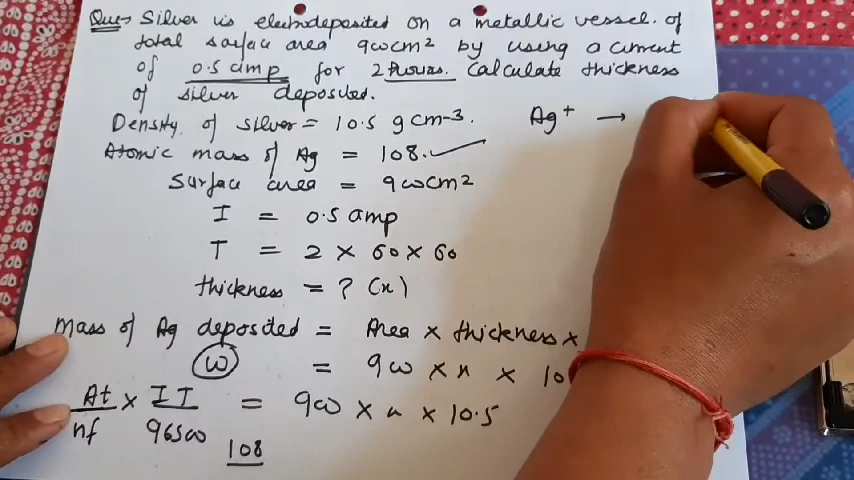 Que→ Silver is electrodeposited on a metallic vessel. of
total surface area 900cm2 by using a current
of 0.5 amp for 2 hours. Calculate thickness
of silver deposited.
Density of silver = 10.5 g cm-3.
Ag+ →
Atomic mass of Ag = 108.
Surface area = 900cm2
I = 0.5 amp
T = 2 × 60 × 60
thickness = ? (x)
Mass of Ag deposited = Area × thickness ×
W = 900 × x × 10
At/nf × IT/96500 = 900 × x × 10.5
108